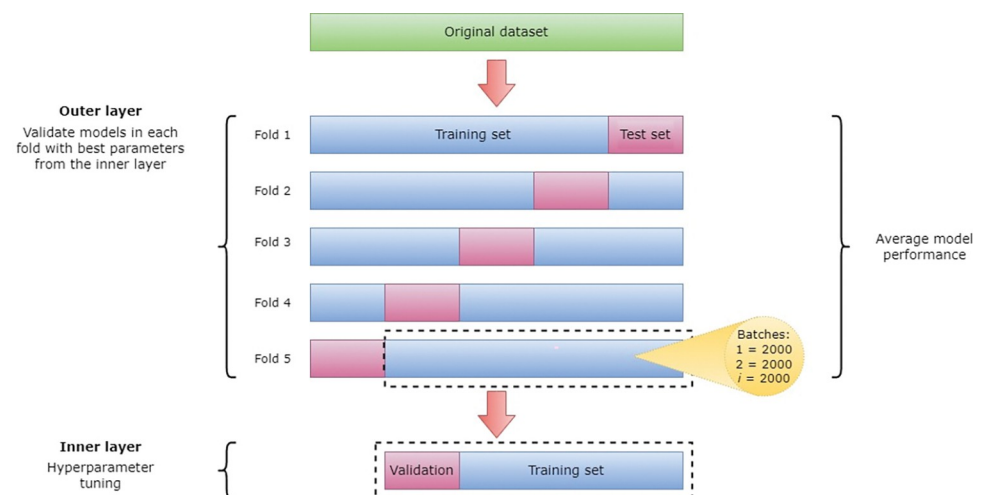 Original dataset
Outer layer
Validate models in each
fold with best parameters
from the inner layer
Fold 1
Training set
Test set
Fold 2
Fold 3
Fold 4
Fold 5
Average model
performance
Batches:
1 = 2000
2 = 2000
i = 2000
Inner layer
Hyperparameter
tuning
Validation
Training set